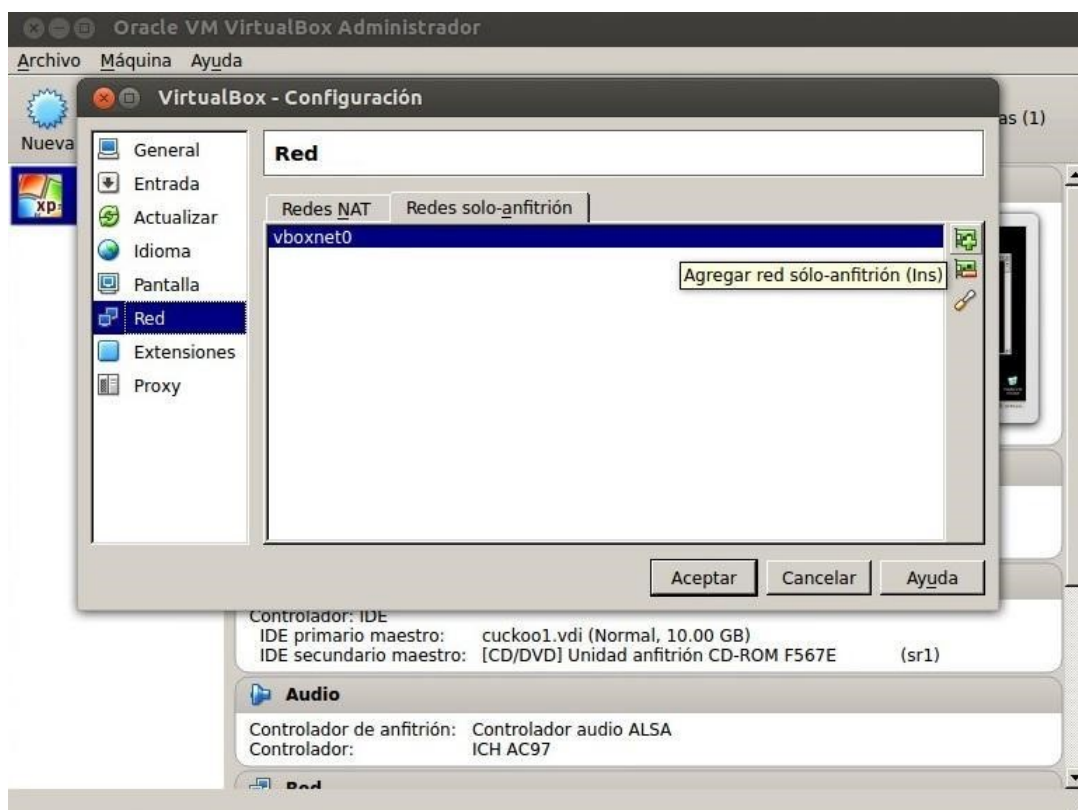 Oracle VM VirtualBox Administrador
Archivo Máquina Ayuda
VirtualBox - Configuración
Nueva
as (1)
xp
General
Entrada
Actualizar
Idioma
Pantalla
Red
Extensiones
Proxy
Red
Redes NAT Redes solo-anfitrión
vboxnet0
Agregar red sólo-anfitrión (Ins)
Aceptar Cancelar Ayuda
Controlador: IDE
IDE primario maestro: cuckoo1.vdi (Normal, 10.00 GB)
IDE secundario maestro: [CD/DVD] Unidad anfitrión CD-ROM F567E (sr1)
Audio
Controlador de anfitrión: Controlador audio ALSA
Controlador: ICH AC97
Red